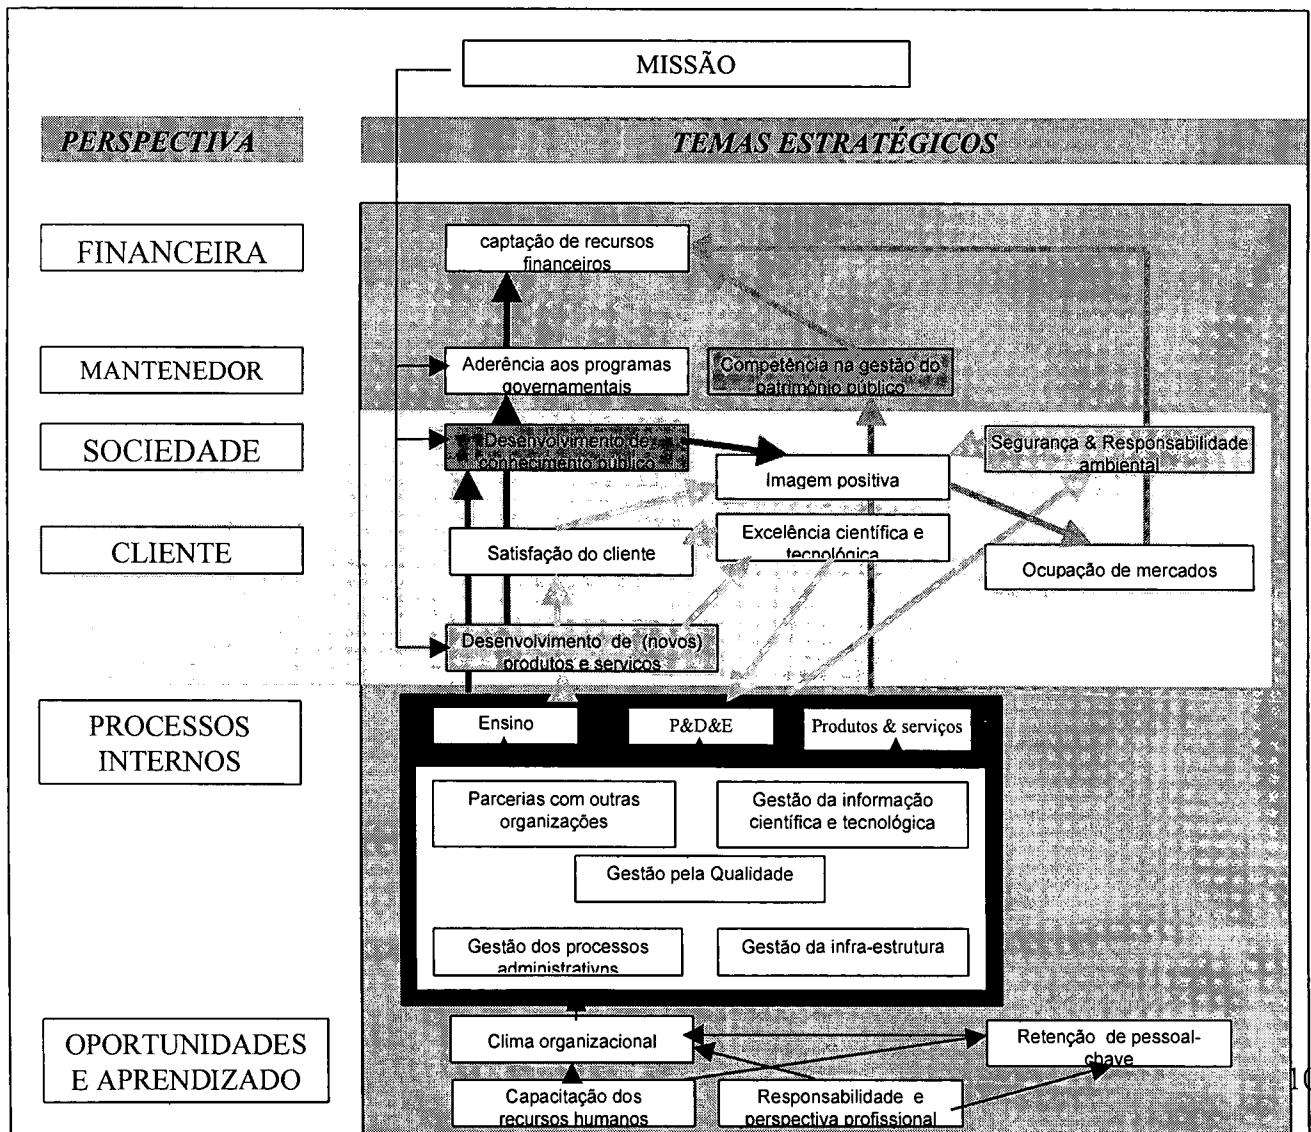 MISSÃO
PERSPECTIVA
TEMAS ESTRATÉGICOS
FINANCEIRA
captação de recursos
financeiros
MANTENEDOR
Aderência aos programas
governamentais
Competência na gestão do
patrimônio público
SOCIEDADE
Desenvolvimento de
conhecimento público
Segurança & Responsabilidade
ambiental
Imagem positiva
CLIENTE
Satisfação do cliente
Excelência científica e
tecnológica
Ocupação de mercados
Desenvolvimento de (novos)
produtos e serviços
PROCESSOS
INTERNOS
Ensino
P&D&E
Produtos & serviços
Parcerias com outras
organizações
Gestão da informação
científica e tecnológica
Gestão pela Qualidade
Gestão dos processos
administrativos
Gestão da infra-estrutura
OPORTUNIDADES
E APRENDIZADO
Clima organizacional
Retenção de pessoal-
chave
Capacitação dos
recursos humanos
Responsabilidade e
perspectiva profissional